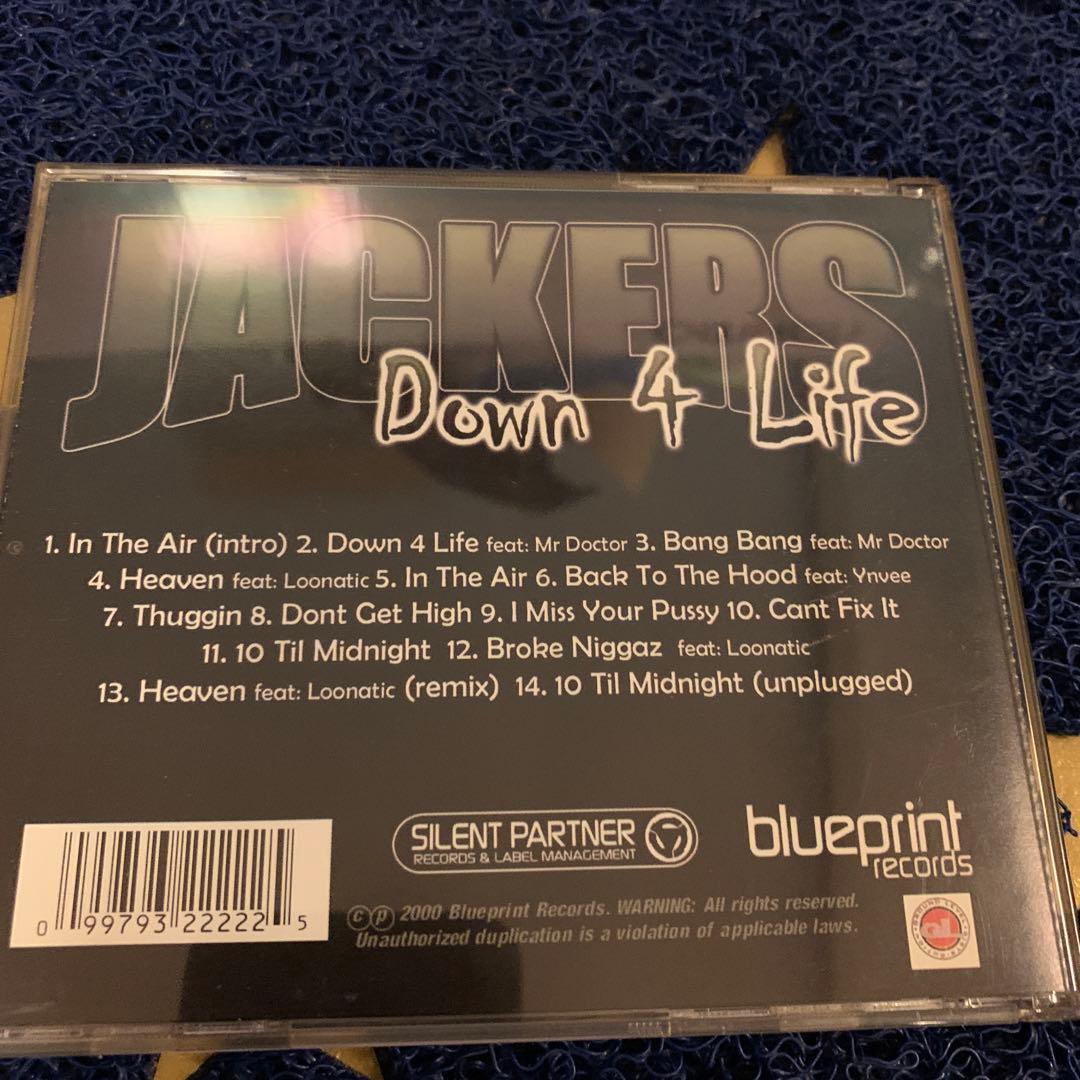 JACKERS
Down 4 Life
1. In The Air (intro) 2. Down 4 Life feat: Mr Doctor 3. Bang Bang feat: Mr Doctor
4. Heaven feat: Loonatic 5. In The Air 6. Back To The Hood feat: Ynvee
7. Thuggin 8. Dont Get High 9. I Miss Your Pussy 10. Cant Fix It
11. 10 Til Midnight 12. Broke Niggaz feat: Loonatic
13. Heaven feat: Loonatic (remix) 14. 10 Til Midnight (unplugged)
SILENT PARTNER
RECORDS & LABEL MANAGEMENT
blueprint
records
0 99793 22222 5
©℗ 2000 Blueprint Records. WARNING: All rights reserved.
Unauthorized duplication is a violation of applicable laws.
GROUND LEVEL